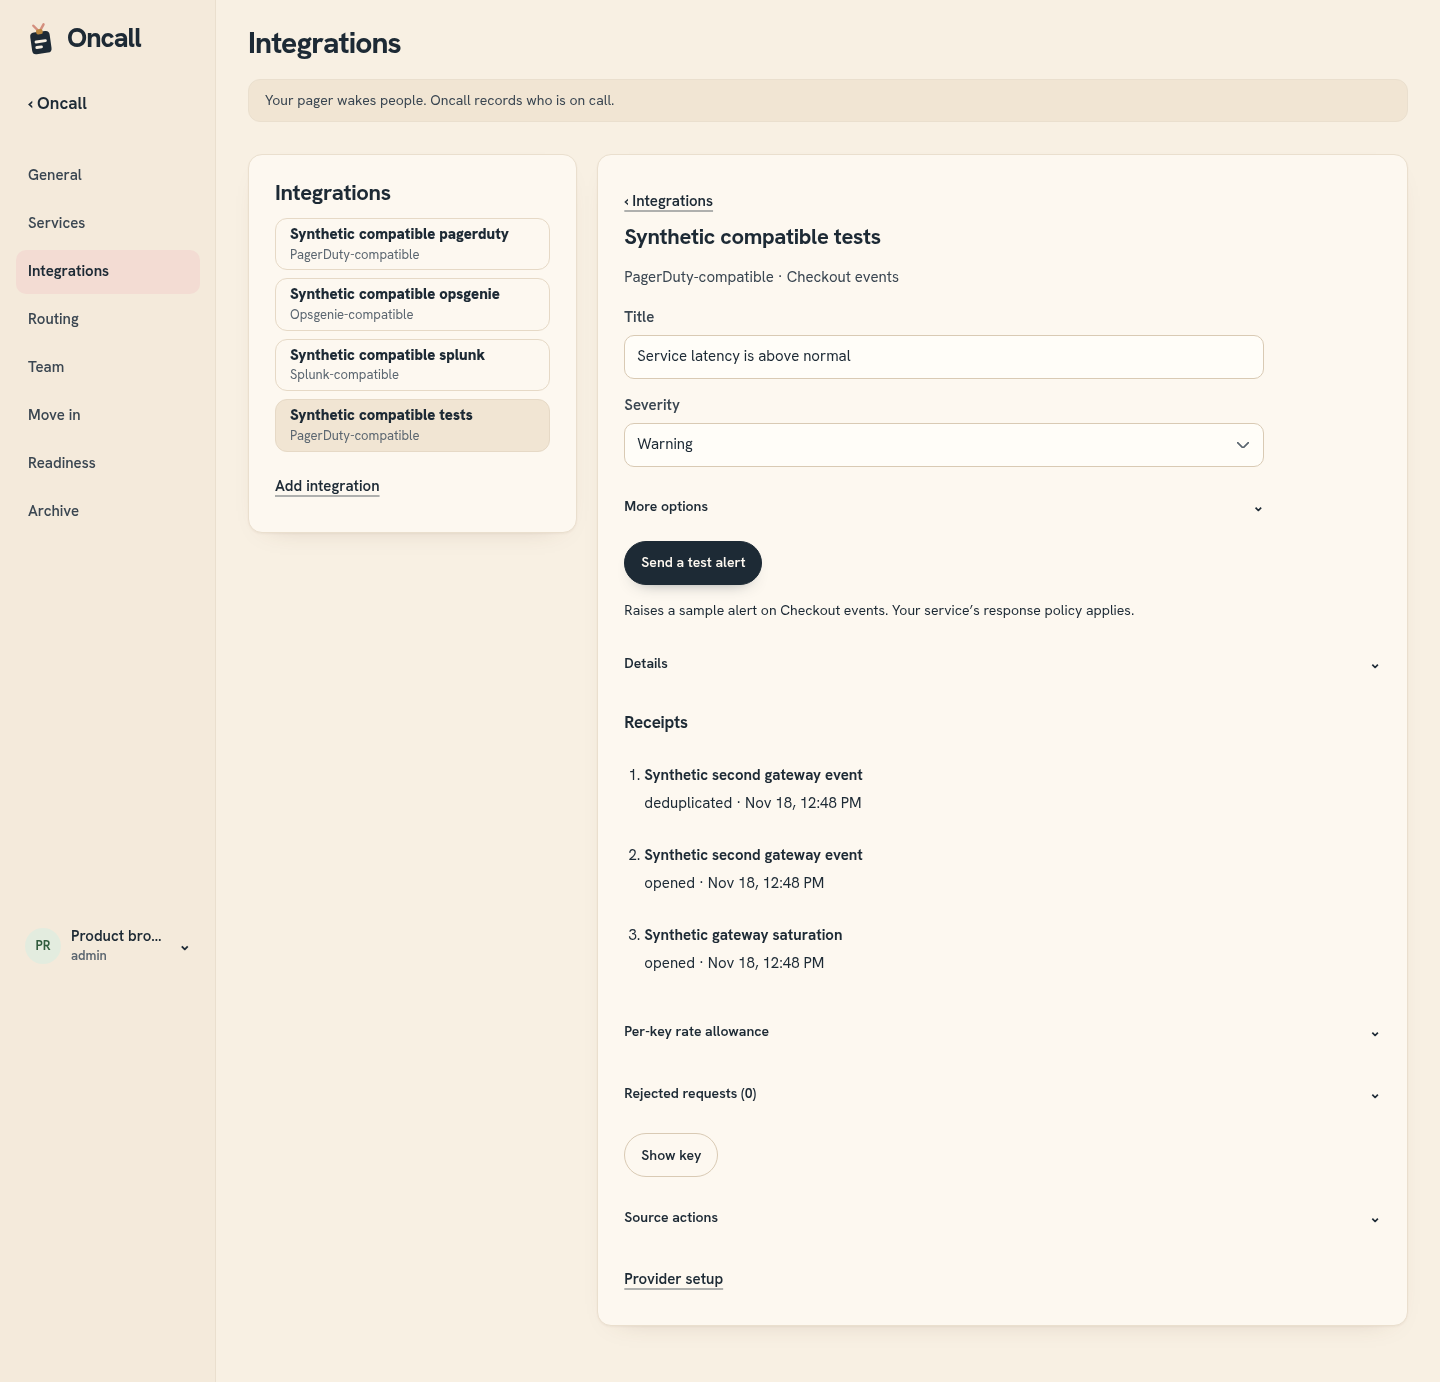 Oncall
‹ Oncall
General
Services
Integrations
Routing
Team
Move in
Readiness
Archive
PR
Product bro...
admin
Integrations
Your pager wakes people. Oncall records who is on call.
Integrations
Synthetic compatible pagerduty
PagerDuty-compatible
Synthetic compatible opsgenie
Opsgenie-compatible
Synthetic compatible splunk
Splunk-compatible
Synthetic compatible tests
PagerDuty-compatible
Add integration
‹ Integrations
Synthetic compatible tests
PagerDuty-compatible · Checkout events
Title
Service latency is above normal
Severity
Warning
More options
Send a test alert
Raises a sample alert on Checkout events. Your service’s response policy applies.
Details
Receipts
1. Synthetic second gateway event
deduplicated · Nov 18, 12:48 PM
2. Synthetic second gateway event
opened · Nov 18, 12:48 PM
3. Synthetic gateway saturation
opened · Nov 18, 12:48 PM
Per-key rate allowance
Rejected requests (0)
Show key
Source actions
Provider setup